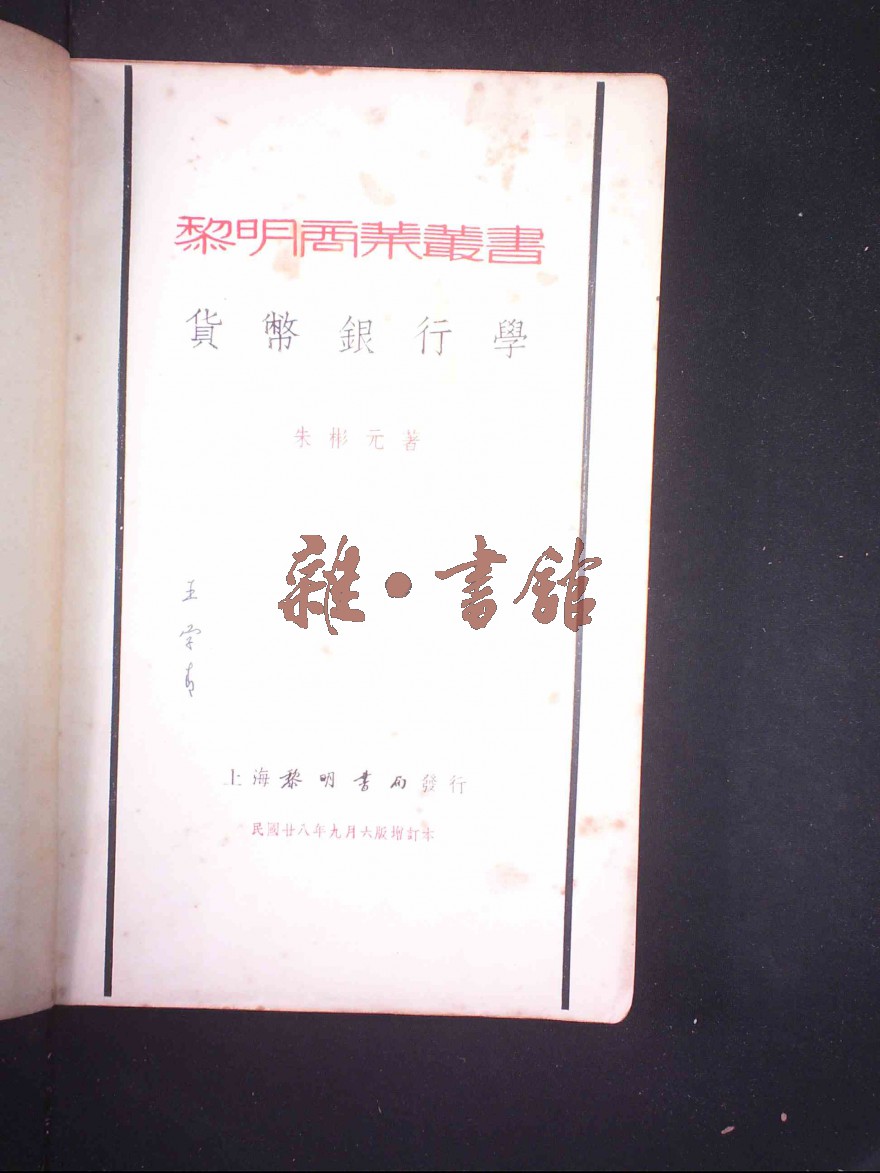 黎明商業叢書
貨幣銀行學
朱彬元著
雜·書館
上海黎明書局發行
民國廿八年九月六版增訂本